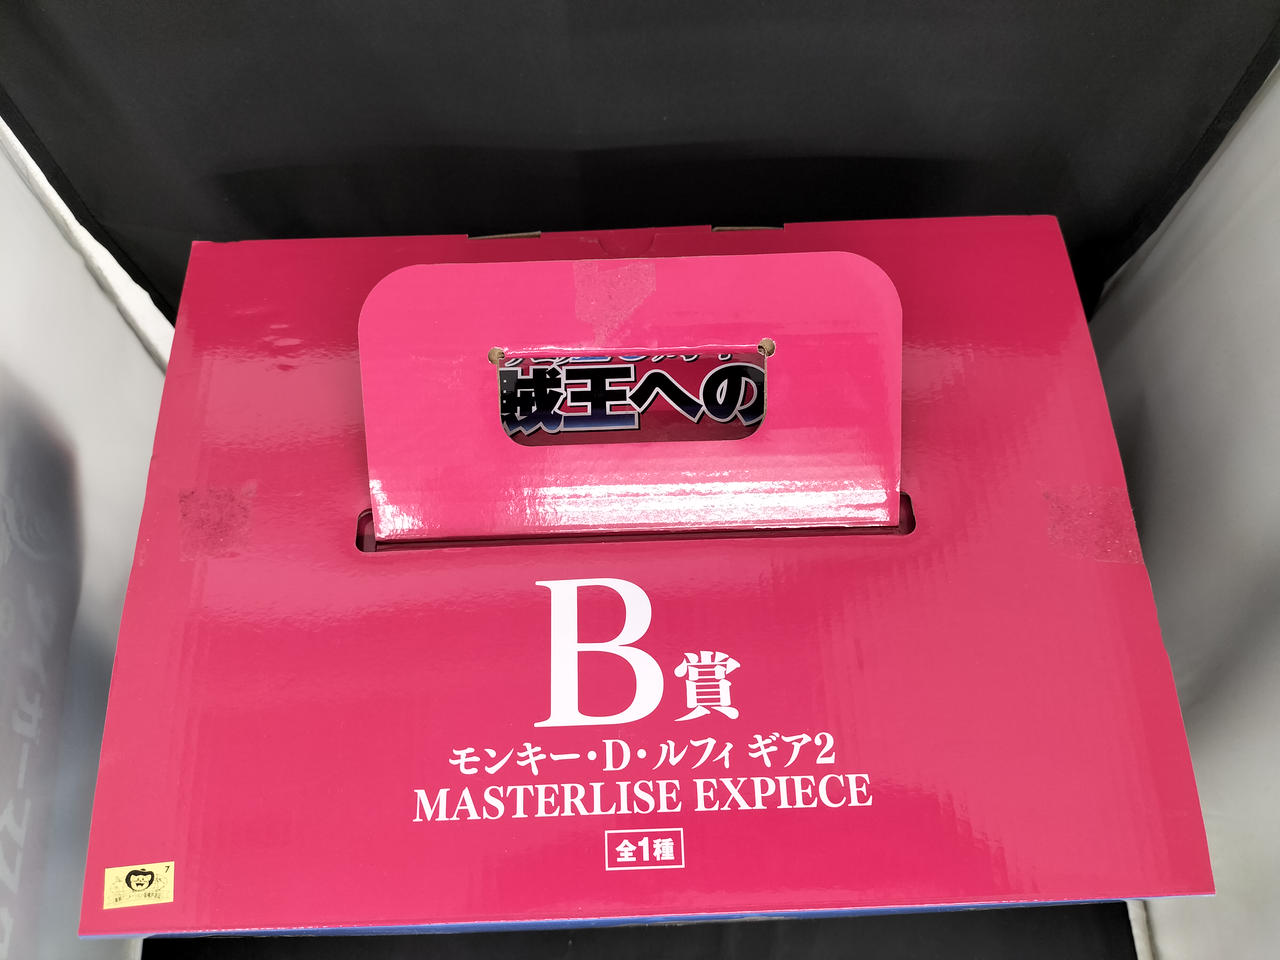 賊王への
B賞
モンキー・D・ルフィ ギア2
MASTERLISE EXPIECE
全1種
7